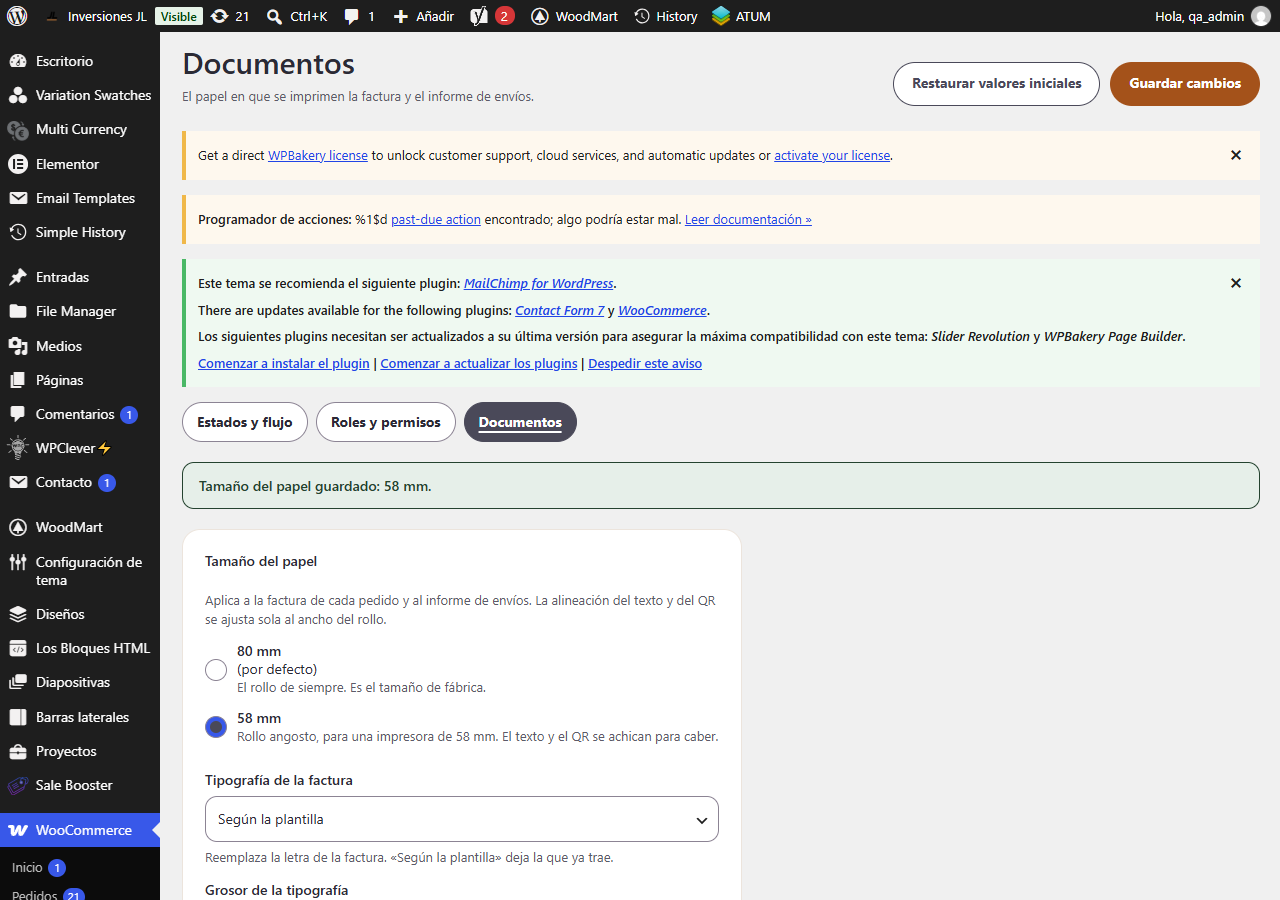 Inversiones JL
Visible
21
Ctrl+K
1
Añadir
2
WoodMart
History
ATUM
Hola, qa_admin
Escritorio
Variation Swatches
Multi Currency
Elementor
Email Templates
Simple History
Entradas
File Manager
Medios
Páginas
Comentarios 1
WPClever⚡
Contacto 1
WoodMart
Configuración de
tema
Diseños
Los Bloques HTML
Diapositivas
Barras laterales
Proyectos
Sale Booster
WooCommerce
Inicio 1
Pedidos 21
Documentos
El papel en que se imprimen la factura y el informe de envíos.
Restaurar valores iniciales
Guardar cambios
Get a direct WPBakery license to unlock customer support, cloud services, and automatic updates or activate your license.
Programador de acciones: %1$d past-due action encontrado; algo podría estar mal. Leer documentación »
Este tema se recomienda el siguiente plugin: MailChimp for WordPress.
There are updates available for the following plugins: Contact Form 7 y WooCommerce.
Los siguientes plugins necesitan ser actualizados a su última versión para asegurar la máxima compatibilidad con este tema: Slider Revolution y WPBakery Page Builder.
Comenzar a instalar el plugin | Comenzar a actualizar los plugins | Despedir este aviso
Estados y flujo
Roles y permisos
Documentos
Tamaño del papel guardado: 58 mm.
Tamaño del papel
Aplica a la factura de cada pedido y al informe de envíos. La alineación del texto y del QR
se ajusta sola al ancho del rollo.
80 mm
(por defecto)
El rollo de siempre. Es el tamaño de fábrica.
58 mm
Rollo angosto, para una impresora de 58 mm. El texto y el QR se achican para caber.
Tipografía de la factura
Según la plantilla
Reemplaza la letra de la factura. «Según la plantilla» deja la que ya trae.
Grosor de la tipografía